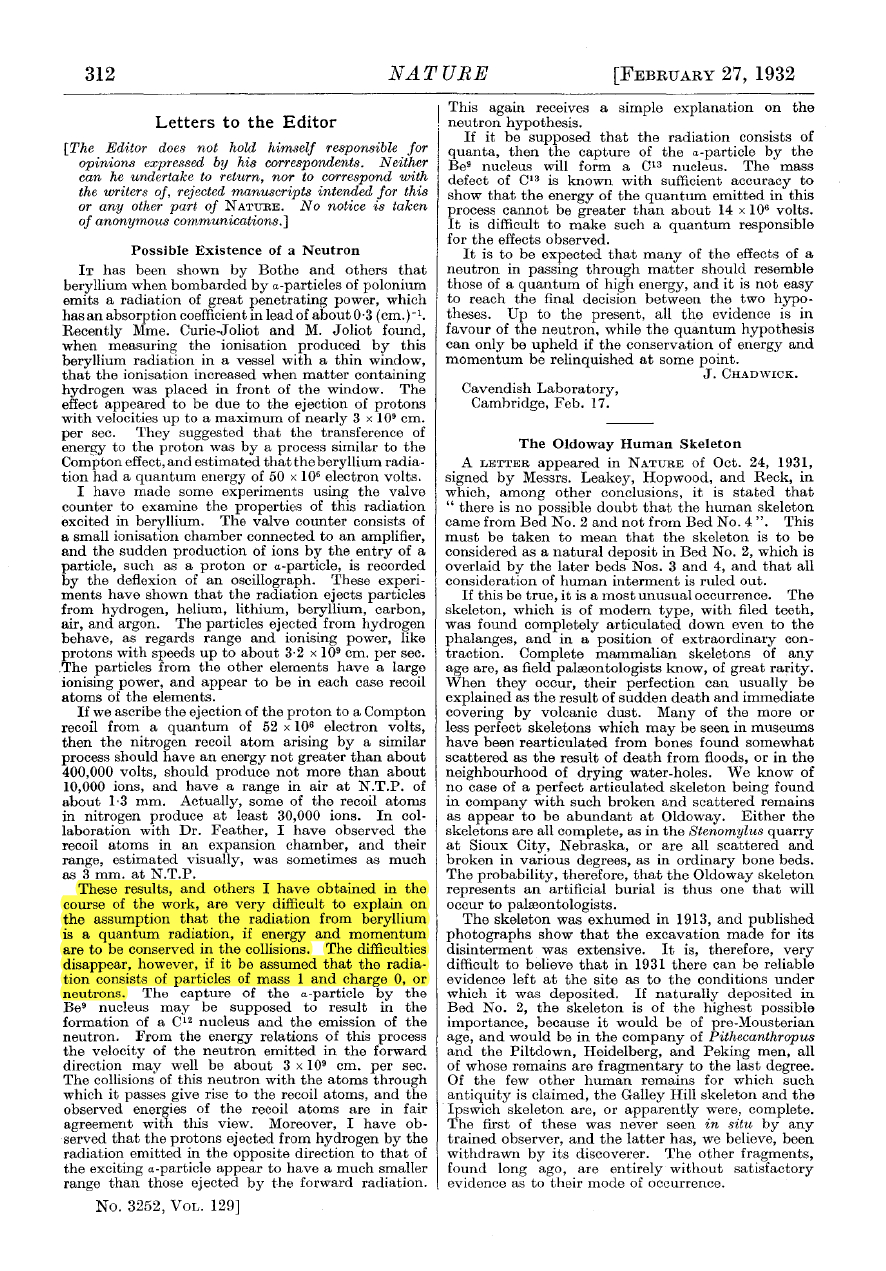 312
NATURE
[FEBRUARY 27, 1932
Letters to the Editor
[The Editor does not hold himself responsible for
opinions expressed by his correspondents. Neither
can he undertake to return, nor to correspond with
the writers of, rejected manuscripts intended for this
or any other part of NATURE. No notice is taken
of anonymous communications.]
Possible Existence of a Neutron
IT has been shown by Bothe and others that
beryllium when bombarded by α-particles of polonium
emits a radiation of great penetrating power, which
has an absorption coefficient in lead of about 0·3 (cm.)⁻¹.
Recently Mme. Curie-Joliot and M. Joliot found,
when measuring the ionisation produced by this
beryllium radiation in a vessel with a thin window,
that the ionisation increased when matter containing
hydrogen was placed in front of the window. The
effect appeared to be due to the ejection of protons
with velocities up to a maximum of nearly 3 × 10⁹ cm.
per sec. They suggested that the transference of
energy to the proton was by a process similar to the
Compton effect, and estimated that the beryllium radia-
tion had a quantum energy of 50 × 10⁶ electron volts.
I have made some experiments using the valve
counter to examine the properties of this radiation
excited in beryllium. The valve counter consists of
a small ionisation chamber connected to an amplifier,
and the sudden production of ions by the entry of a
particle, such as a proton or α-particle, is recorded
by the deflexion of an oscillograph. These experi-
ments have shown that the radiation ejects particles
from hydrogen, helium, lithium, beryllium, carbon,
air, and argon. The particles ejected from hydrogen
behave, as regards range and ionising power, like
protons with speeds up to about 3·2 × 10⁹ cm. per sec.
The particles from the other elements have a large
ionising power, and appear to be in each case recoil
atoms of the elements.
If we ascribe the ejection of the proton to a Compton
recoil from a quantum of 52 × 10⁶ electron volts,
then the nitrogen recoil atom arising by a similar
process should have an energy not greater than about
400,000 volts, should produce not more than about
10,000 ions, and have a range in air at N.T.P. of
about 1·3 mm. Actually, some of the recoil atoms
in nitrogen produce at least 30,000 ions. In col-
laboration with Dr. Feather, I have observed the
recoil atoms in an expansion chamber, and their
range, estimated visually, was sometimes as much
as 3 mm. at N.T.P.
These results, and others I have obtained in the
course of the work, are very difficult to explain on
the assumption that the radiation from beryllium
is a quantum radiation, if energy and momentum
are to be conserved in the collisions. The difficulties
disappear, however, if it be assumed that the radia-
tion consists of particles of mass 1 and charge 0, or
neutrons. The capture of the α-particle by the
Be⁹ nucleus may be supposed to result in the
formation of a C¹² nucleus and the emission of the
neutron. From the energy relations of this process
the velocity of the neutron emitted in the forward
direction may well be about 3 × 10⁹ cm. per sec.
The collisions of this neutron with the atoms through
which it passes give rise to the recoil atoms, and the
observed energies of the recoil atoms are in fair
agreement with this view. Moreover, I have ob-
served that the protons ejected from hydrogen by the
radiation emitted in the opposite direction to that of
the exciting α-particle appear to have a much smaller
range than those ejected by the forward radiation.
This again receives a simple explanation on the
neutron hypothesis.
If it be supposed that the radiation consists of
quanta, then the capture of the α-particle by the
Be⁹ nucleus will form a C¹³ nucleus. The mass
defect of C¹³ is known with sufficient accuracy to
show that the energy of the quantum emitted in this
process cannot be greater than about 14 × 10⁶ volts.
It is difficult to make such a quantum responsible
for the effects observed.
It is to be expected that many of the effects of a
neutron in passing through matter should resemble
those of a quantum of high energy, and it is not easy
to reach the final decision between the two hypo-
theses. Up to the present, all the evidence is in
favour of the neutron, while the quantum hypothesis
can only be upheld if the conservation of energy and
momentum be relinquished at some point.
J. CHADWICK.
Cavendish Laboratory,
Cambridge, Feb. 17.
The Oldoway Human Skeleton
A LETTER appeared in NATURE of Oct. 24, 1931,
signed by Messrs. Leakey, Hopwood, and Reck, in
which, among other conclusions, it is stated that
" there is no possible doubt that the human skeleton
came from Bed No. 2 and not from Bed No. 4 ". This
must be taken to mean that the skeleton is to be
considered as a natural deposit in Bed No. 2, which is
overlaid by the later beds Nos. 3 and 4, and that all
consideration of human interment is ruled out.
If this be true, it is a most unusual occurrence. The
skeleton, which is of modern type, with filed teeth,
was found completely articulated down even to the
phalanges, and in a position of extraordinary con-
traction. Complete mammalian skeletons of any
age are, as field palæontologists know, of great rarity.
When they occur, their perfection can usually be
explained as the result of sudden death and immediate
covering by volcanic dust. Many of the more or
less perfect skeletons which may be seen in museums
have been rearticulated from bones found somewhat
scattered as the result of death from floods, or in the
neighbourhood of drying water-holes. We know of
no case of a perfect articulated skeleton being found
in company with such broken and scattered remains
as appear to be abundant at Oldoway. Either the
skeletons are all complete, as in the Stenomylus quarry
at Sioux City, Nebraska, or are all scattered and
broken in various degrees, as in ordinary bone beds.
The probability, therefore, that the Oldoway skeleton
represents an artificial burial is thus one that will
occur to palæontologists.
The skeleton was exhumed in 1913, and published
photographs show that the excavation made for its
disinterment was extensive. It is, therefore, very
difficult to believe that in 1931 there can be reliable
evidence left at the site as to the conditions under
which it was deposited. If naturally deposited in
Bed No. 2, the skeleton is of the highest possible
importance, because it would be of pre-Mousterian
age, and would be in the company of Pithecanthropus
and the Piltdown, Heidelberg, and Peking men, all
of whose remains are fragmentary to the last degree.
Of the few other human remains for which such
antiquity is claimed, the Galley Hill skeleton and the
Ipswich skeleton are, or apparently were, complete.
The first of these was never seen in situ by any
trained observer, and the latter has, we believe, been
withdrawn by its discoverer. The other fragments,
found long ago, are entirely without satisfactory
evidence as to their mode of occurrence.
No. 3252, VOL. 129]